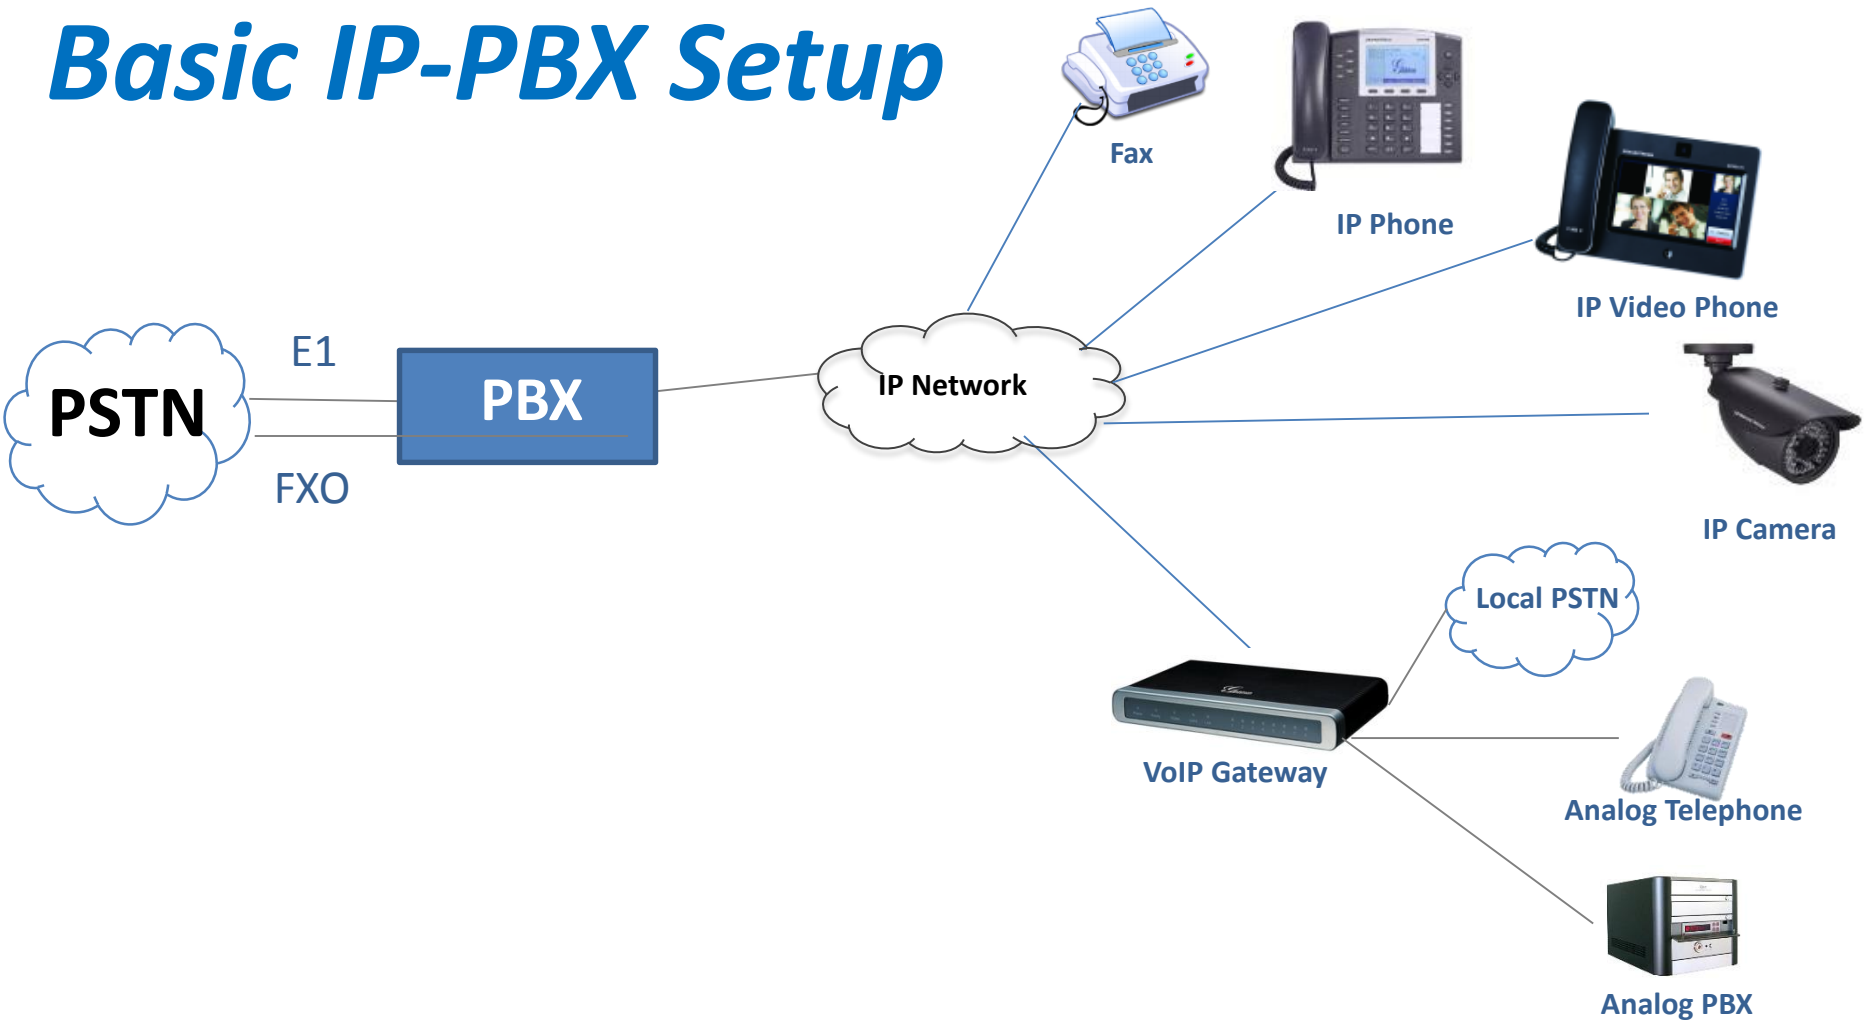 Basic IP-PBX Setup
Fax
IP Phone
IP Video Phone
E1
PSTN
PBX
IP Network
FXO
IP Camera
Local PSTN
VoIP Gateway
Analog Telephone
Analog PBX